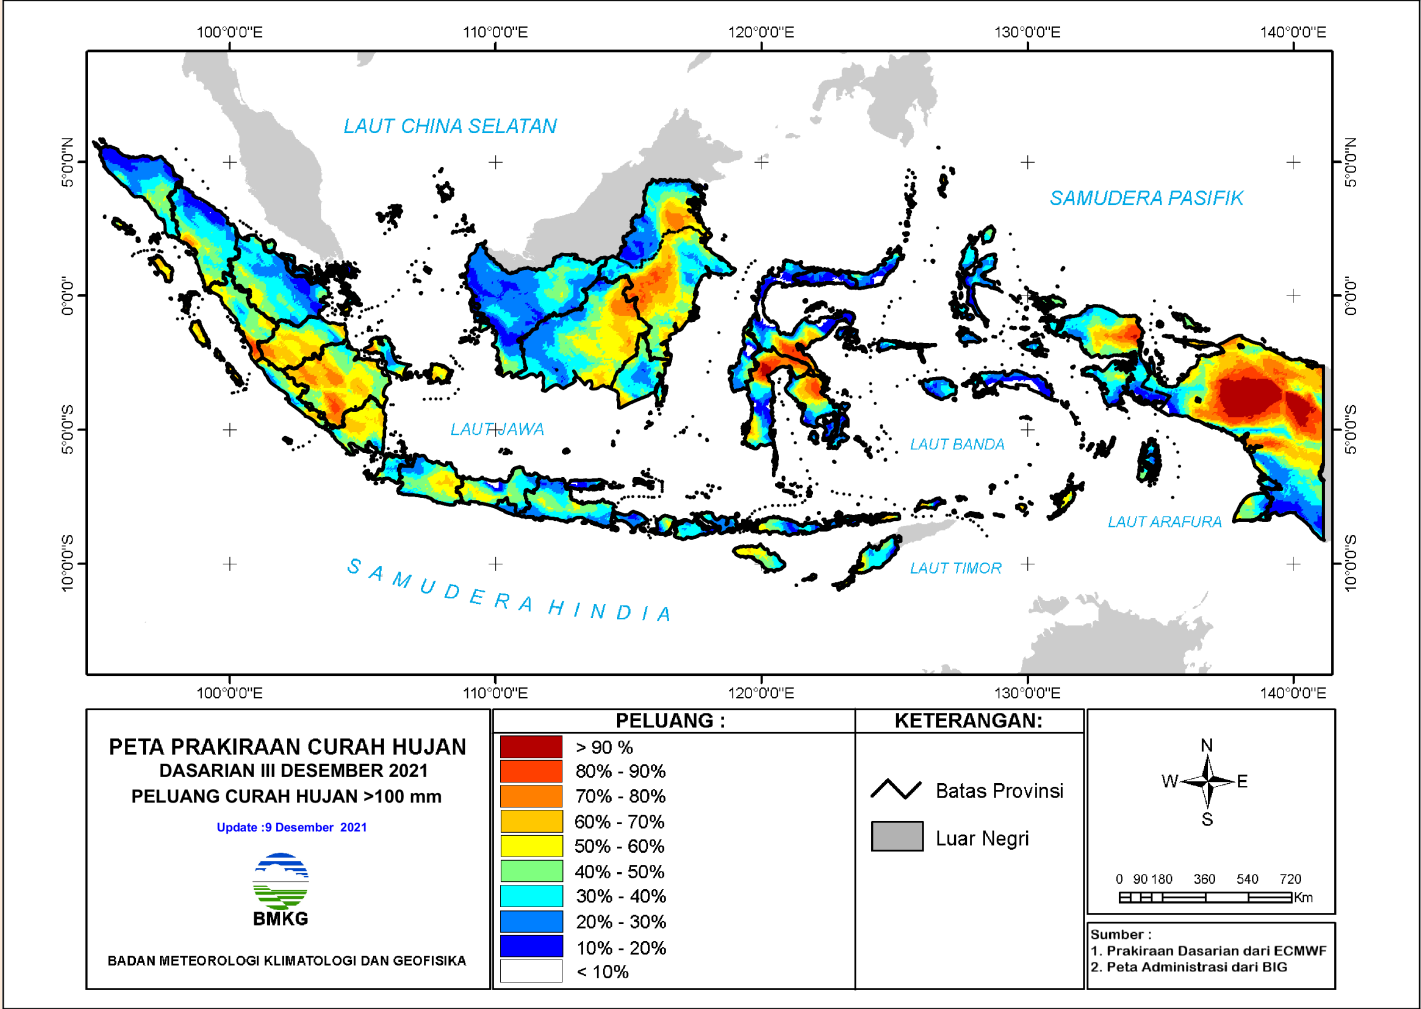 100°0'0"E 110°0'0"E 120°0'0"E 130°0'0"E 140°0'0"E
5°0'0"N 5°0'0"N
0°0'0" 0°0'0"
5°0'0"S 5°0'0"S
10°0'0"S 10°0'0"S
LAUT CHINA SELATAN
SAMUDERA PASIFIK
LAUT JAWA
LAUT BANDA
LAUT ARAFURA
LAUT TIMOR
SAMUDERA HINDIA
100°0'0"E 110°0'0"E 120°0'0"E 130°0'0"E 140°0'0"E
PETA PRAKIRAAN CURAH HUJAN
DASARIAN III DESEMBER 2021
PELUANG CURAH HUJAN >100 mm
Update :9 Desember 2021
BMKG
BADAN METEOROLOGI KLIMATOLOGI DAN GEOFISIKA
PELUANG :
> 90 %
80% - 90%
70% - 80%
60% - 70%
50% - 60%
40% - 50%
30% - 40%
20% - 30%
10% - 20%
< 10%
KETERANGAN:
Batas Provinsi
Luar Negri
N
W E
S
0 90 180 360 540 720
Km
Sumber :
1. Prakiraan Dasarian dari ECMWF
2. Peta Administrasi dari BIG